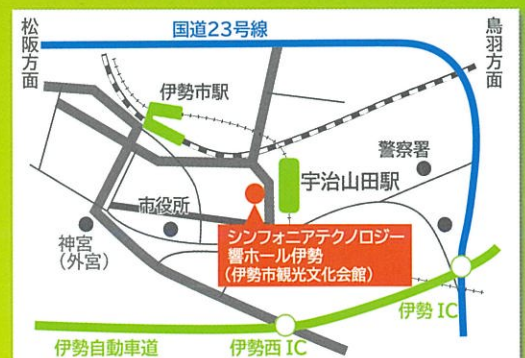 松阪方面
国道23号線
鳥羽方面
伊勢市駅
警察署
宇治山田駅
市役所
神宮
(外宮)
シンフォニアテクノロジー
響ホール伊勢
(伊勢市観光文化会館)
伊勢IC
伊勢自動車道
伊勢西IC